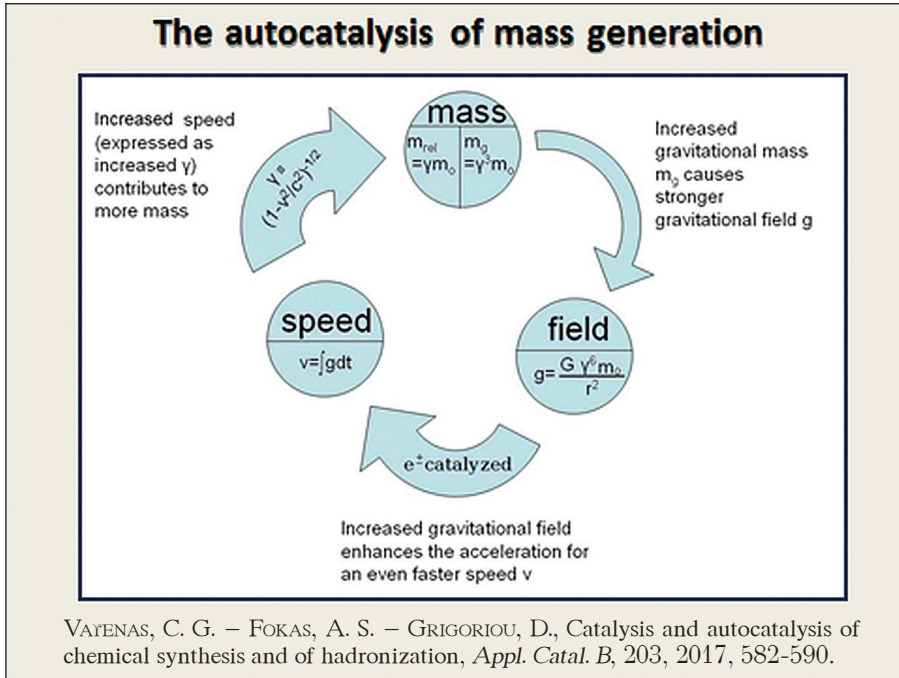 The autocatalysis of mass generation
Increased speed
(expressed as
increased γ)
contributes to
more mass
γ =
(1-v²/c²)⁻¹/²
mass
m_rel
=γm₀
m_g
=γ³m₀
Increased
gravitational mass
m_g causes
stronger
gravitational field g
speed
v=∫gdt
field
g= G γ⁶m₀
r²
e± catalyzed
Increased gravitational field
enhances the acceleration for
an even faster speed v
VAYENAS, C. G. – FOKAS, A. S. – GRIGORIOU, D., Catalysis and autocatalysis of
chemical synthesis and of hadronization, Appl. Catal. B, 203, 2017, 582-590.